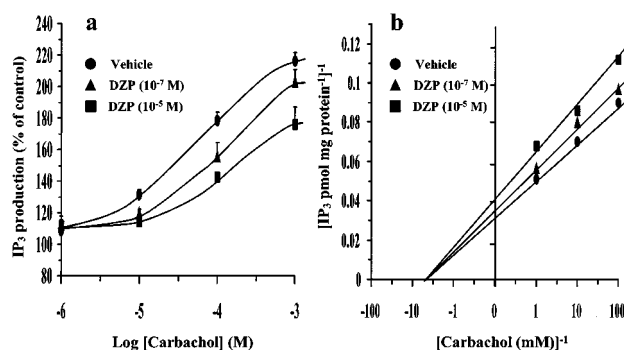 a
IP₃ production (% of control)
220
200
180
160
140
120
100
80
Vehicle
DZP (10⁻⁷ M)
DZP (10⁻⁵ M)
-6
-5
-4
-3
Log [Carbachol] (M)
b
[IP₃ pmol mg protein⁻¹]⁻¹
0.12
0.1
0.08
0.06
0.04
0.02
0
Vehicle
DZP (10⁻⁷ M)
DZP (10⁻⁵ M)
-100
-10
-1
0
1
10
100
[Carbachol (mM)]⁻¹